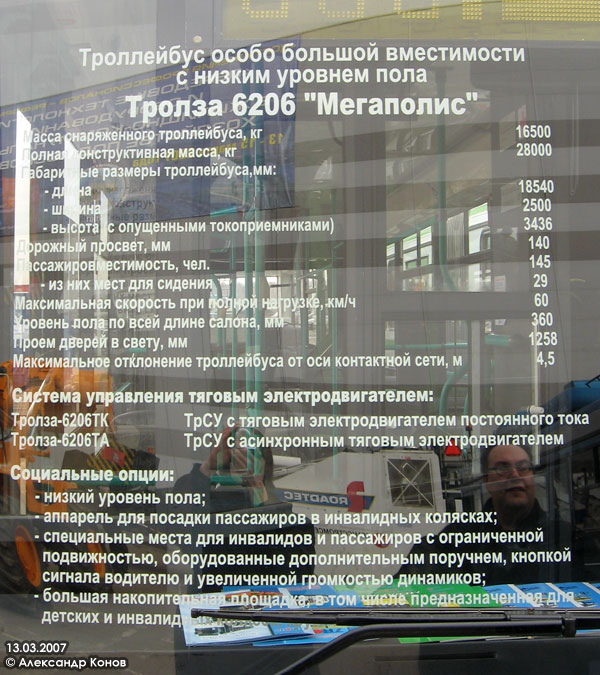 Троллейбус особо большой вместимости
с низким уровнем пола
Тролза 6206 "Мегаполис"
Масса снаряженного троллейбуса, кг 16500
Полная конструктивная масса, кг 28000
Габаритные размеры троллейбуса,мм:
- длина 18540
- ширина 2500
- высота (с опущенными токоприемниками) 3436
Дорожный просвет, мм 140
Пассажировместимость, чел. 145
- из них мест для сидения 29
Максимальная скорость при полной нагрузке, км/ч 60
Уровень пола по всей длине салона, мм 360
Проем дверей в свету, мм 1258
Максимальное отклонение троллейбуса от оси контактной сети, м 4,5
Система управления тяговым электродвигателем:
Тролза-6206ТК ТрСУ с тяговым электродвигателем постоянного тока
Тролза-6206ТА ТрСУ с асинхронным тяговым электродвигателем
Социальные опции:
- низкий уровень пола;
- аппарель для посадки пассажиров в инвалидных колясках;
- специальные места для инвалидов и пассажиров с ограниченной
подвижностью, оборудованные дополнительным поручнем, кнопкой
сигнала водителю и увеличенной громкостью динамиков;
- большая накопительная площадка, в том числе предназначенная для
детских и инвалидных
ROADTEC
13.03.2007
© Александр Конов